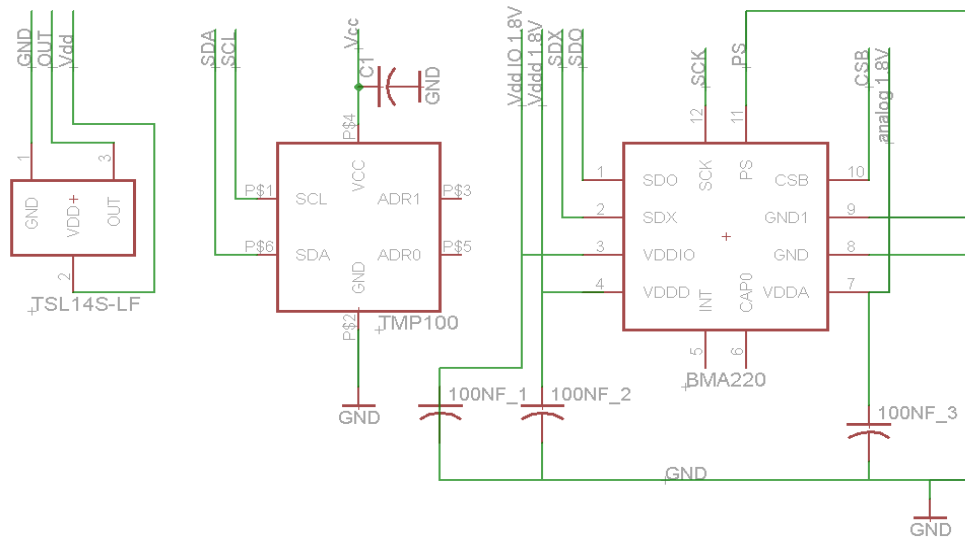 GND
OUT
Vdd
1
3
GND
VDD+
OUT
2
TSL14S-LF
SDA
SCL
Vcc
C1
GND
P$4
VCC
P$1
SCL
ADR1
P$3
P$6
SDA
ADR0
P$5
GND
P$2
TMP100
GND
Vdd IO 1.8V
Vddd 1.8V
SDX
SDO
SCK
PS
CSB
analog 1.8V
12
11
SCK
PS
1
SDO
CSB
10
2
SDX
GND1
9
3
VDDIO
GND
8
4
VDDD
VDDA
7
INT
CAP0
5
6
BMA220
100NF_1
100NF_2
100NF_3
GND
GND